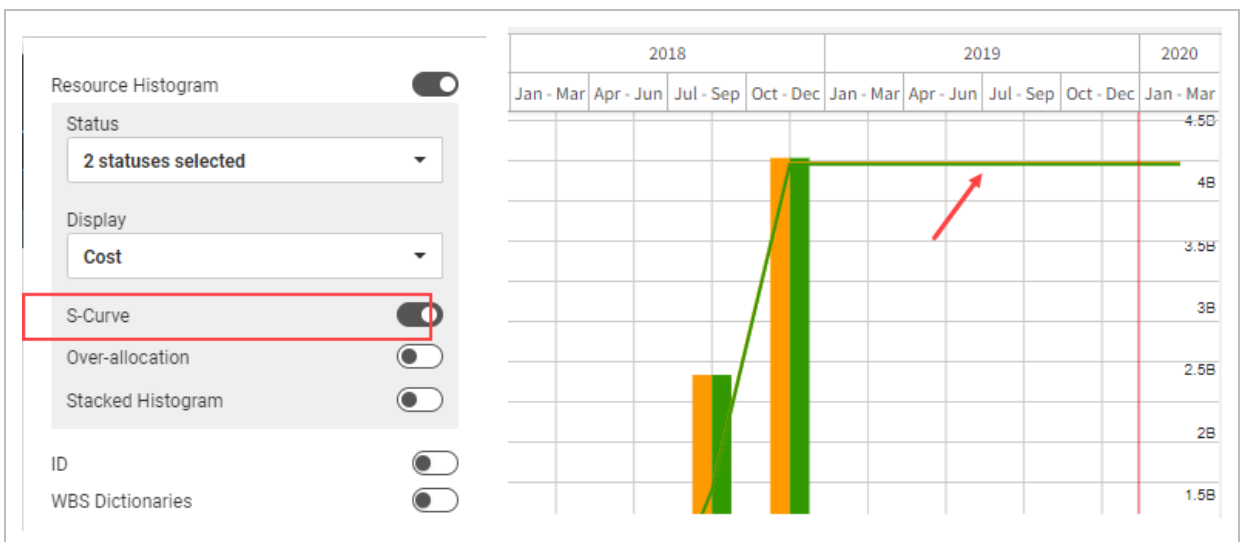 Resource Histogram
Status
2 statuses selected
Display
Cost
S-Curve
Over-allocation
Stacked Histogram
ID
WBS Dictionaries
2018 2019 2020
Jan - Mar Apr - Jun Jul - Sep Oct - Dec Jan - Mar Apr - Jun Jul - Sep Oct - Dec Jan - Mar
4.5B
4B
3.5B
3B
2.5B
2B
1.5B